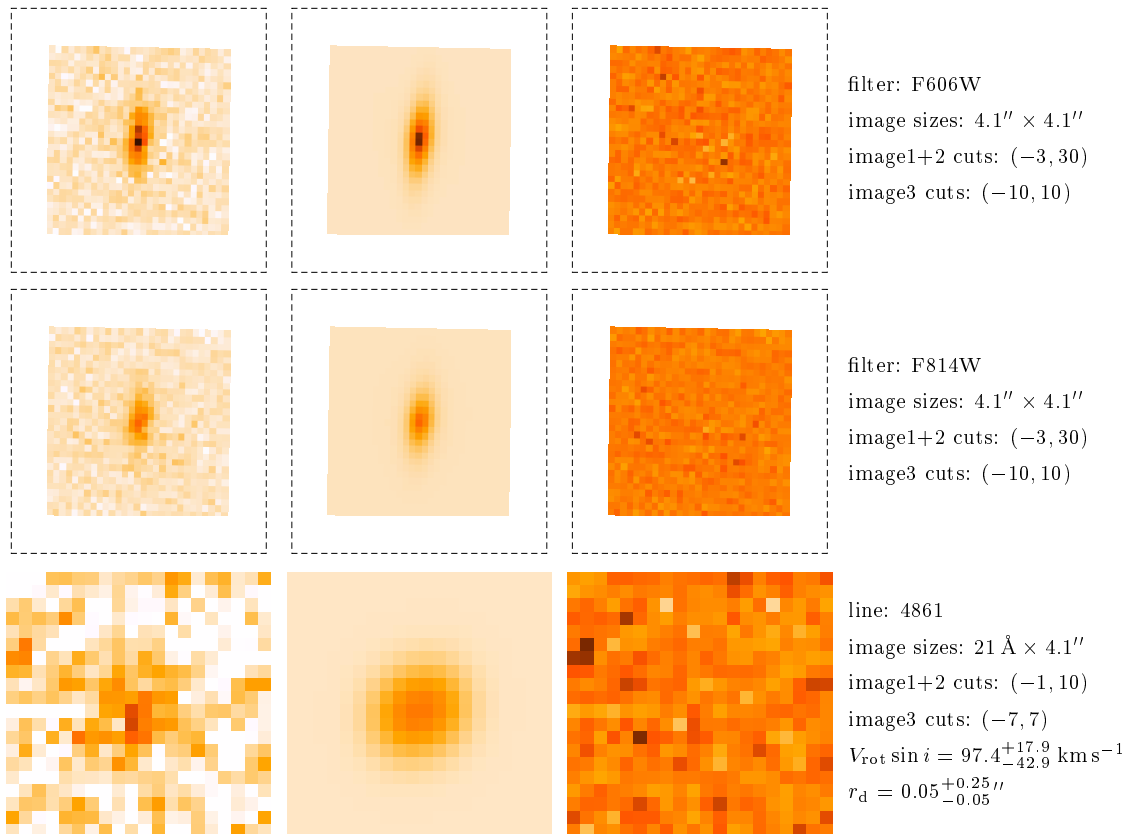 filter: F606W
image sizes: 4.1′′ × 4.1′′
image1+2 cuts: (−3, 30)
image3 cuts: (−10, 10)
filter: F814W
image sizes: 4.1′′ × 4.1′′
image1+2 cuts: (−3, 30)
image3 cuts: (−10, 10)
line: 4861
image sizes: 21 Å × 4.1′′
image1+2 cuts: (−1, 10)
image3 cuts: (−7, 7)
V_rot sin i = 97.4^{+17.9}_{−42.9} km s^{−1}
r_d = 0.05^{+0.25}_{−0.05}′′